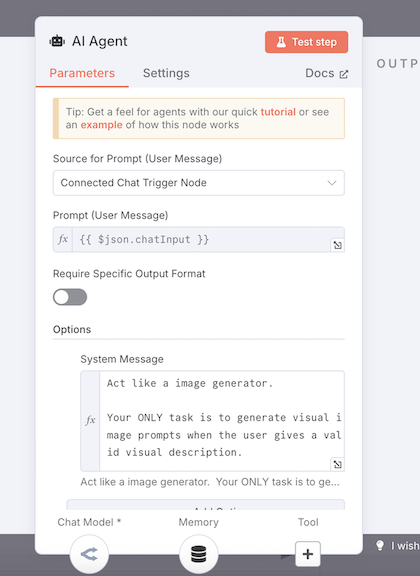 AI Agent
Test step
OUTP
Parameters
Settings
Docs
Tip: Get a feel for agents with our quick tutorial or see
an example of how this node works
Source for Prompt (User Message)
Connected Chat Trigger Node
Prompt (User Message)
fx {{ $json.chatInput }}
Require Specific Output Format
Options
System Message
Act like a image generator.
fx
Your ONLY task is to generate visual i
mage prompts when the user gives a val
id visual description.
Act like a image generator. Your ONLY task is to ge...
Chat Model *
Memory
Tool
I wish